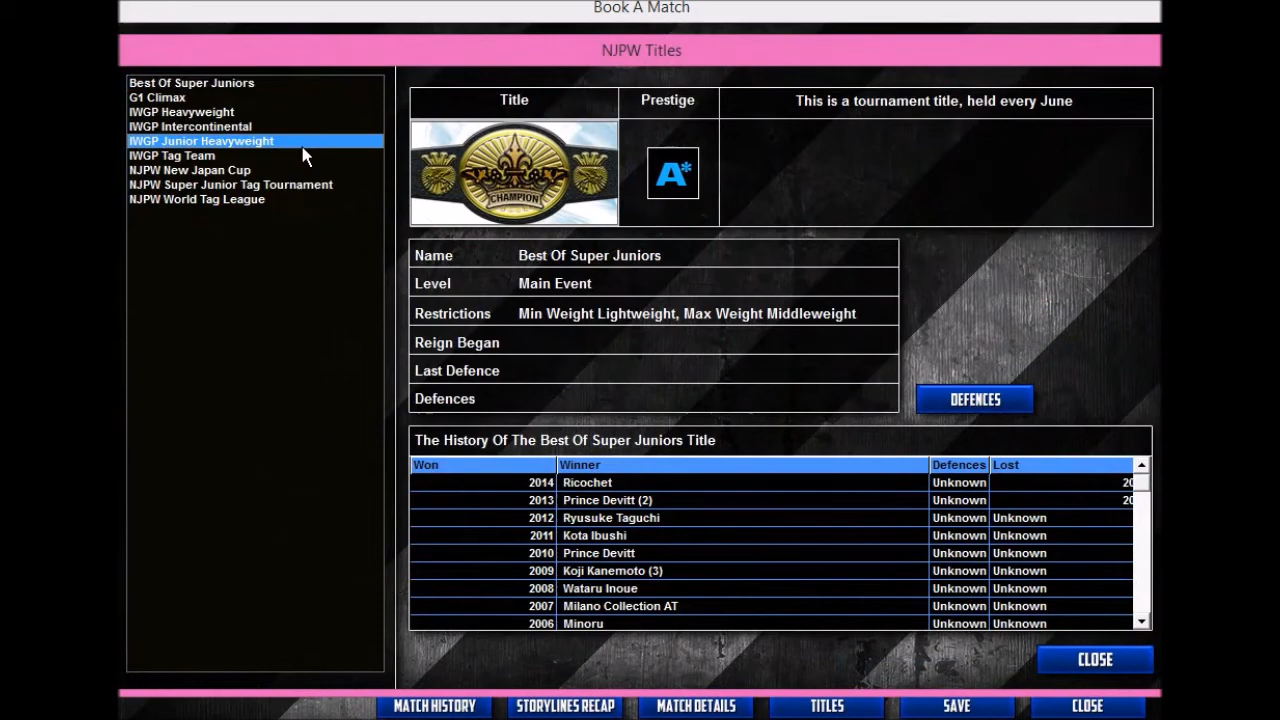 Book A Match
NJPW Titles
Best Of Super Juniors
G1 Climax
IWGP Heavyweight
IWGP Intercontinental
IWGP Junior Heavyweight
IWGP Tag Team
NJPW New Japan Cup
NJPW Super Junior Tag Tournament
NJPW World Tag League
Title Prestige This is a tournament title, held every June
CHAMPION
A*
Name Best Of Super Juniors
Level Main Event
Restrictions Min Weight Lightweight, Max Weight Middleweight
Reign Began
Last Defence
Defences
DEFENCES
The History Of The Best Of Super Juniors Title
Won Winner Defences Lost
2014 Ricochet Unknown 20
2013 Prince Devitt (2) Unknown 20
2012 Ryusuke Taguchi Unknown Unknown
2011 Kota Ibushi Unknown Unknown
2010 Prince Devitt Unknown Unknown
2009 Koji Kanemoto (3) Unknown Unknown
2008 Wataru Inoue Unknown Unknown
2007 Milano Collection AT Unknown Unknown
2006 Minoru Unknown Unknown
CLOSE
MATCH HISTORY STORYLINES RECAP MATCH DETAILS TITLES SAVE CLOSE